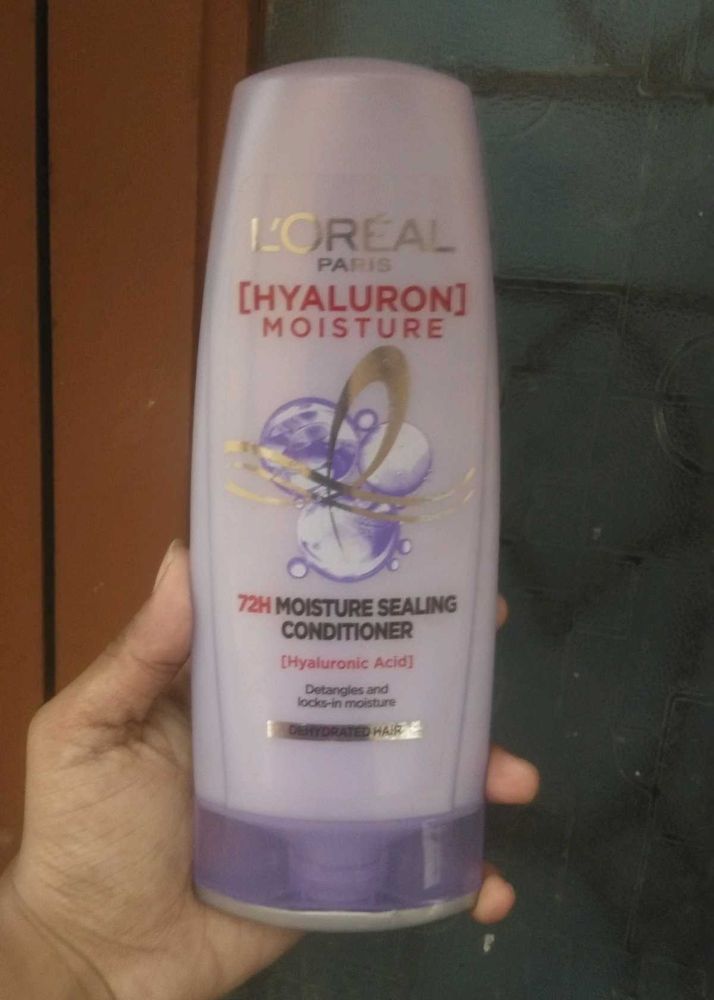 L'ORÉAL
PARIS
[HYALURON]
MOISTURE
72H MOISTURE SEALING
CONDITIONER
[Hyaluronic Acid]
Detangles and
locks-in moisture
DEHYDRATED HAIR